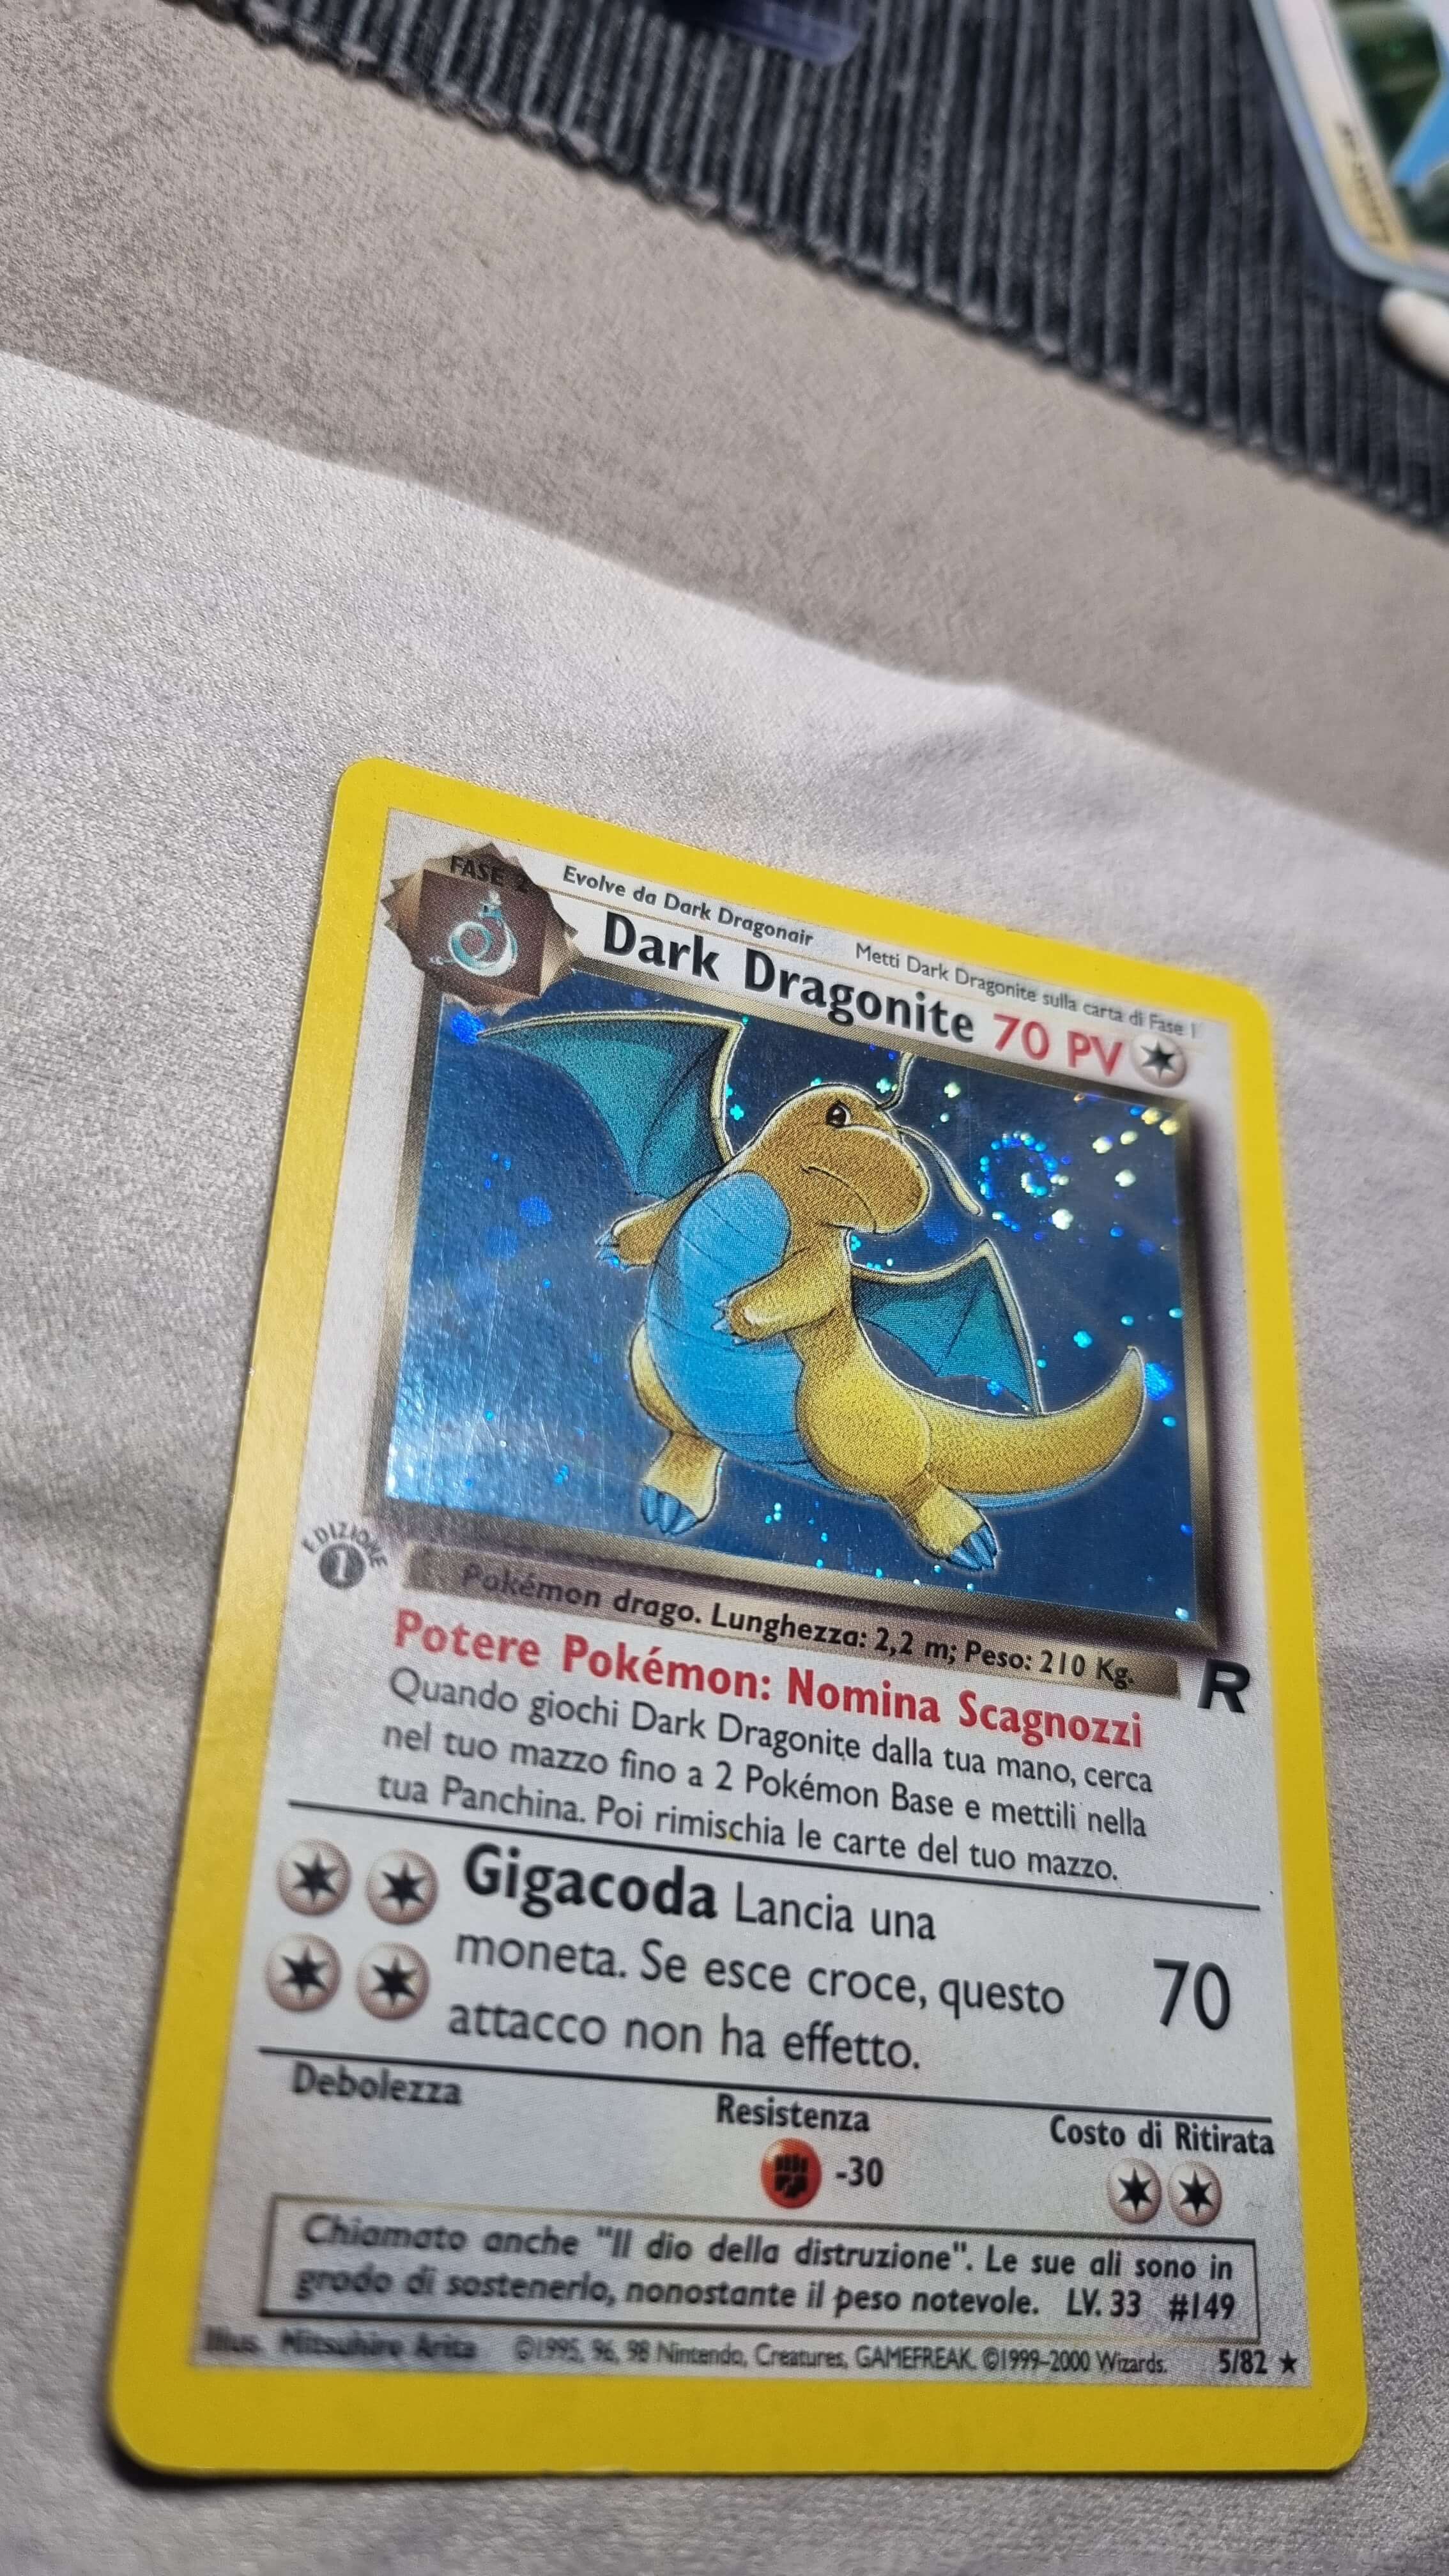 FASE 2
Evolve da Dark Dragonair
Metti Dark Dragonite sulla carta di Fase 1
Dark Dragonite 70 PV
EDIZIONE
1
Pokémon drago. Lunghezza: 2,2 m; Peso: 210 Kg.
R
Potere Pokémon: Nomina Scagnozzi
Quando giochi Dark Dragonite dalla tua mano, cerca
nel tuo mazzo fino a 2 Pokémon Base e mettili nella
tua Panchina. Poi rimischia le carte del tuo mazzo.
Gigacoda Lancia una
moneta. Se esce croce, questo
attacco non ha effetto.
70
Debolezza
Resistenza
Costo di Ritirata
-30
Chiamato anche "Il dio della distruzione". Le sue ali sono in
grado di sostenerlo, nonostante il peso notevole. LV. 33 #149
Illus. Mitsuhiro Arita ©1995, 96, 98 Nintendo, Creatures, GAMEFREAK. ©1999-2000 Wizards. 5/82 ★